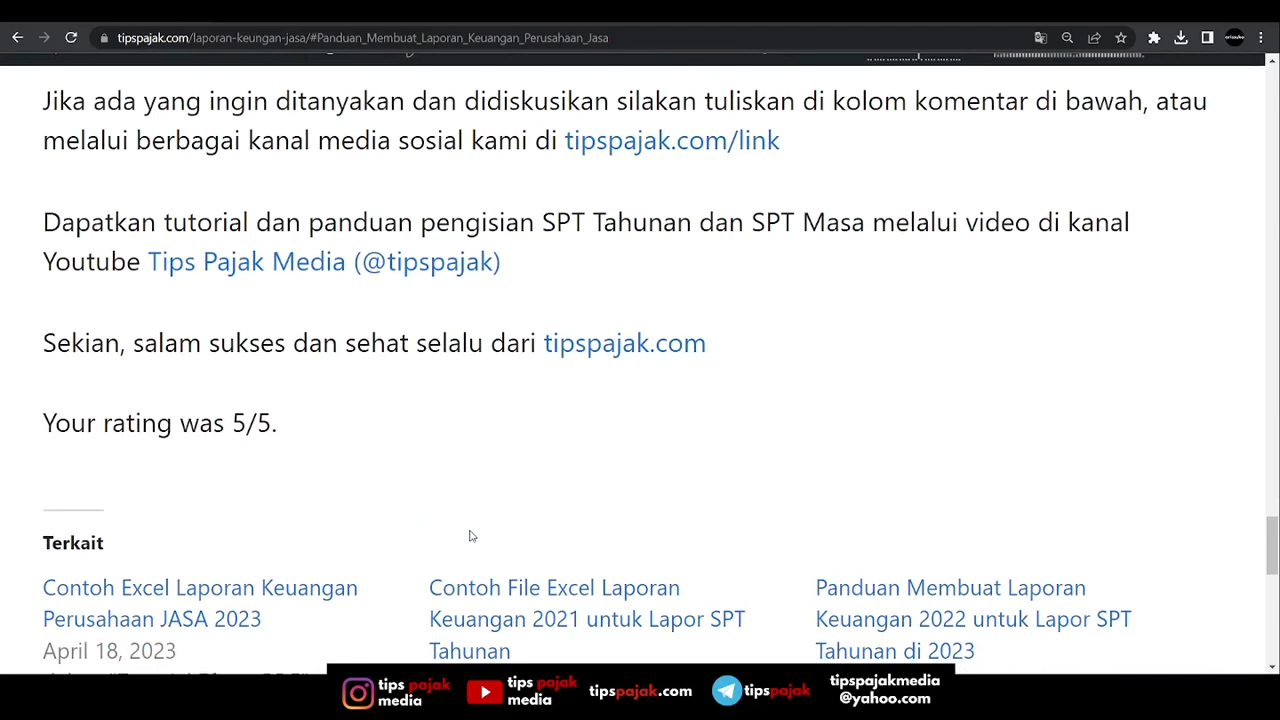 tipspajak.com/laporan-keungan-jasa/#Panduan_Membuat_Laporan_Keuangan_Perusahaan_Jasa
Jika ada yang ingin ditanyakan dan didiskusikan silakan tuliskan di kolom komentar di bawah, atau
melalui berbagai kanal media sosial kami di tipspajak.com/link
Dapatkan tutorial dan panduan pengisian SPT Tahunan dan SPT Masa melalui video di kanal
Youtube Tips Pajak Media (@tipspajak)
Sekian, salam sukses dan sehat selalu dari tipspajak.com
Your rating was 5/5.
Terkait
Contoh Excel Laporan Keuangan
Perusahaan JASA 2023
April 18, 2023
Contoh File Excel Laporan
Keuangan 2021 untuk Lapor SPT
Tahunan
Panduan Membuat Laporan
Keuangan 2022 untuk Lapor SPT
Tahunan di 2023
tips pajak
media
tips pajak
media
tipspajak.com
tipspajak
tipspajakmedia
@yahoo.com